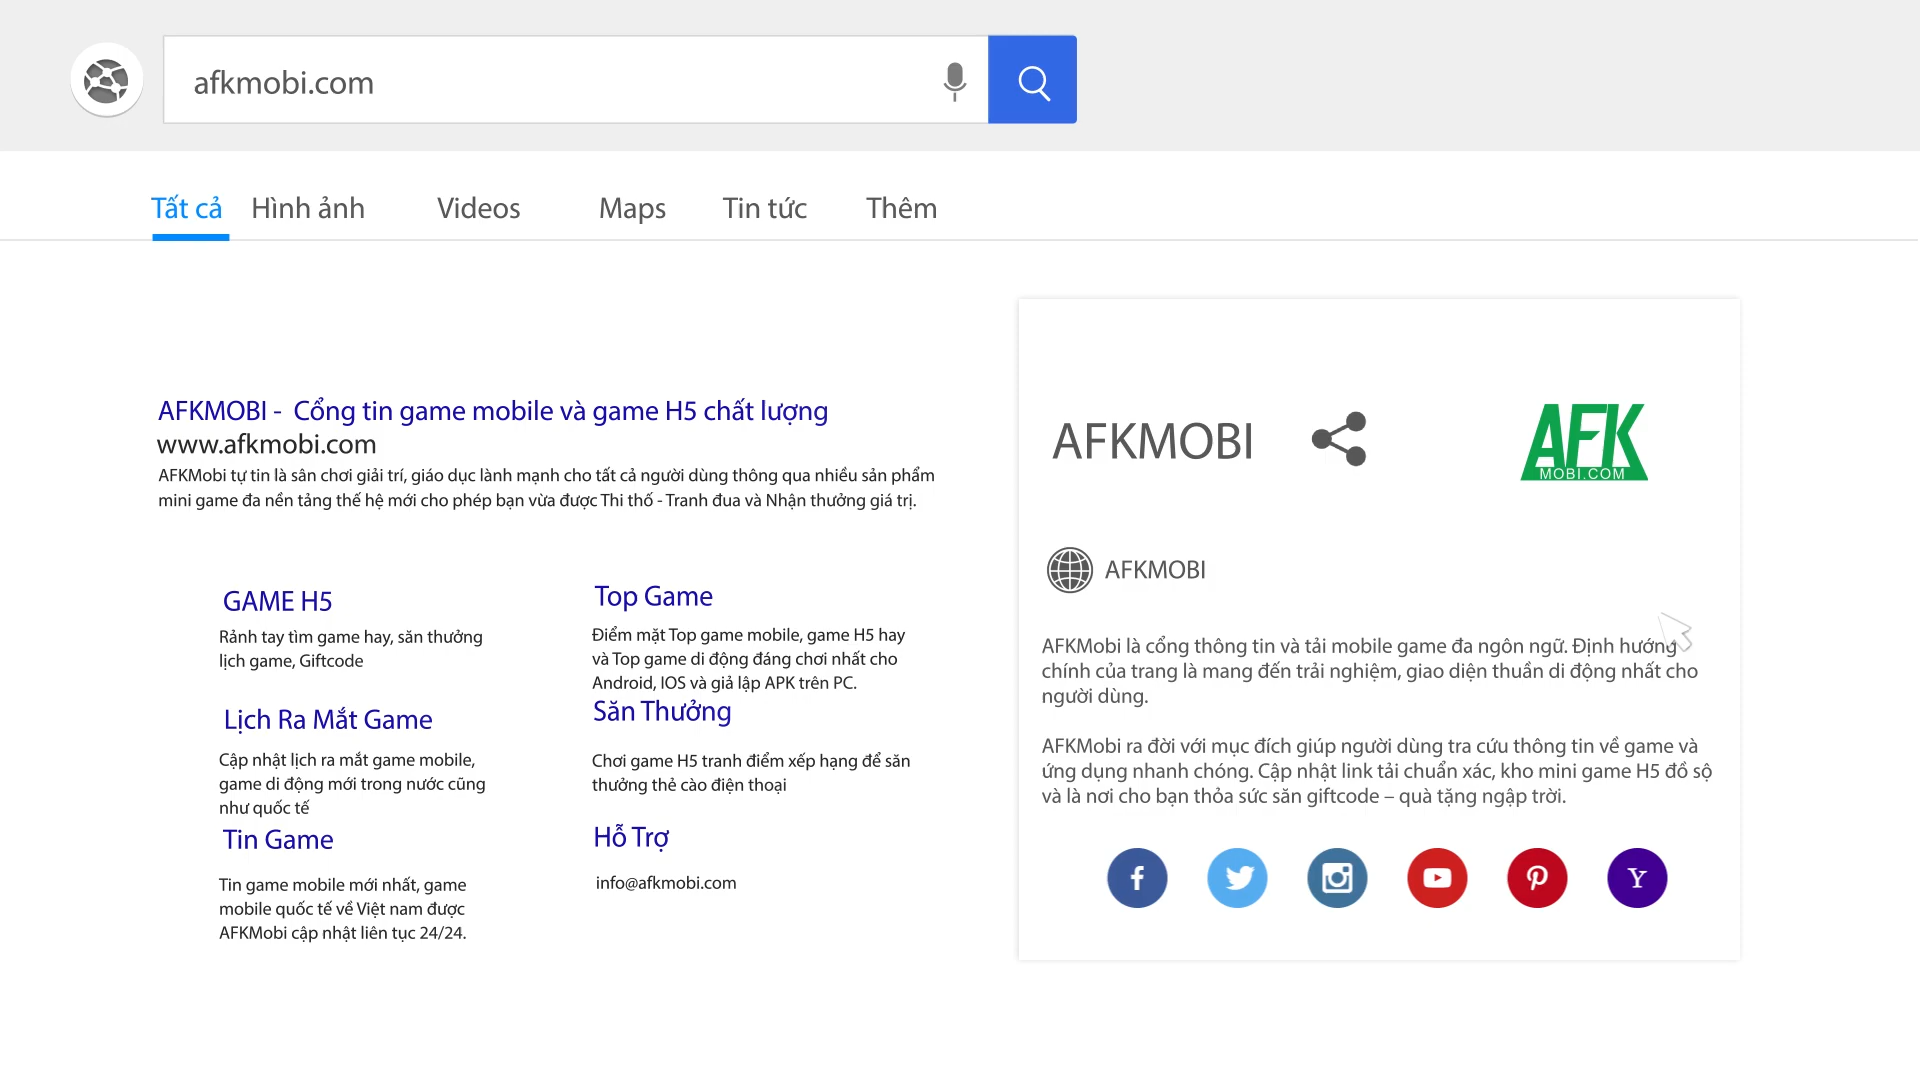 afkmobi.com
Tất cả
Hình ảnh
Videos
Maps
Tin tức
Thêm
AFKMOBI - Cổng tin game mobile và game H5 chất lượng
www.afkmobi.com
AFKMobi tự tin là sân chơi giải trí, giáo dục lành mạnh cho tất cả người dùng thông qua nhiều sản phẩm
mini game đa nền tảng thế hệ mới cho phép bạn vừa được Thi thố - Tranh đua và Nhận thưởng giá trị.
GAME H5
Rảnh tay tìm game hay, săn thưởng
lịch game, Giftcode
Lịch Ra Mắt Game
Cập nhật lịch ra mắt game mobile,
game di động mới trong nước cũng
như quốc tế
Tin Game
Tin game mobile mới nhất, game
mobile quốc tế về Việt nam được
AFKMobi cập nhật liên tục 24/24.
Top Game
Điểm mặt Top game mobile, game H5 hay
và Top game di động đáng chơi nhất cho
Android, IOS và giả lập APK trên PC.
Săn Thưởng
Chơi game H5 tranh điểm xếp hạng để săn
thưởng thẻ cào điện thoại
Hỗ Trợ
info@afkmobi.com
AFKMOBI
AFK
MOBI.COM
AFKMOBI
AFKMobi là cổng thông tin và tải mobile game đa ngôn ngữ. Định hướng
chính của trang là mang đến trải nghiệm, giao diện thuần di động nhất cho
người dùng.
AFKMobi ra đời với mục đích giúp người dùng tra cứu thông tin về game và
ứng dụng nhanh chóng. Cập nhật link tải chuẩn xác, kho mini game H5 đồ sộ
và là nơi cho bạn thỏa sức săn giftcode – quà tặng ngập trời.